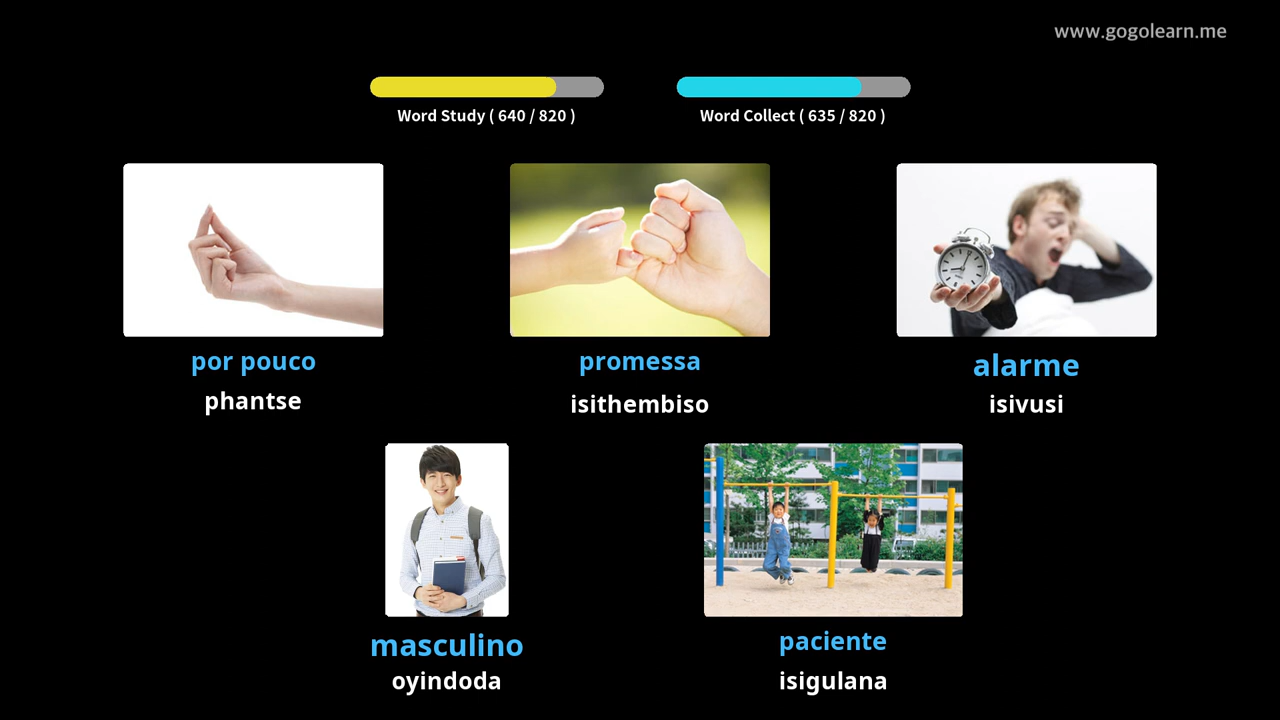 www.gogolearn.me
Word Study ( 640 / 820 )
Word Collect ( 635 / 820 )
por pouco
phantse
promessa
isithembiso
alarme
isivusi
masculino
oyindoda
paciente
isigulana